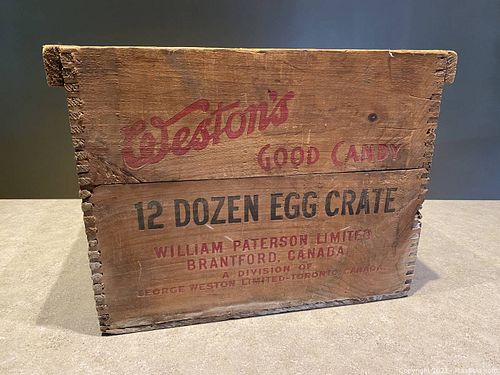 Weston's
GOOD CANDY
12 DOZEN EGG CRATE
WILLIAM PATERSON LIMITED
BRANTFORD, CANADA
A DIVISION OF
GEORGE WESTON LIMITED-TORONTO, CANADA